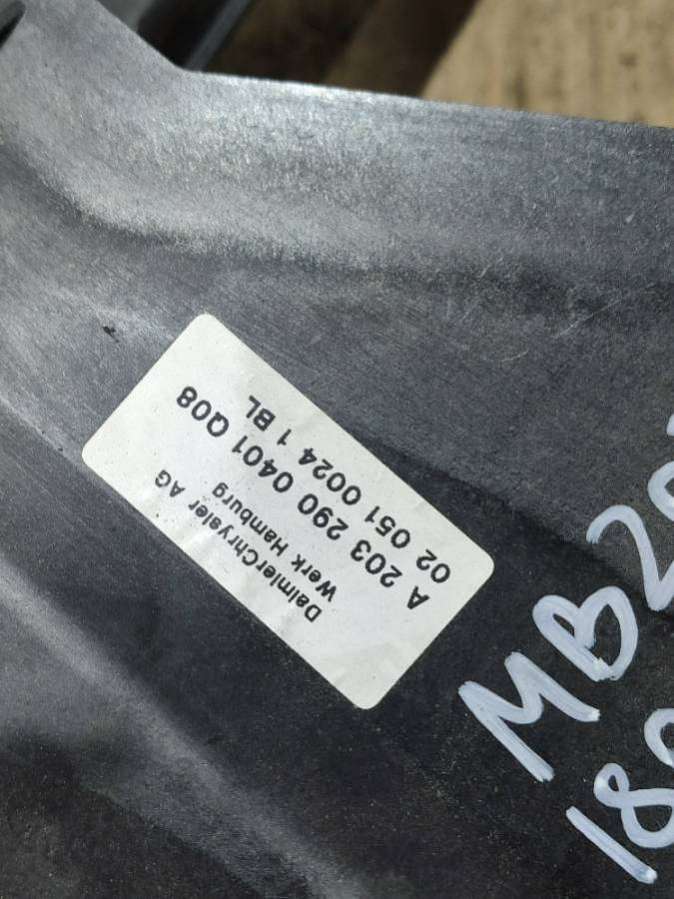 DaimlerChrysler AG
Werk Hamburg
A 203 290 0401 Q08
02 051 0024 1 BL
MB